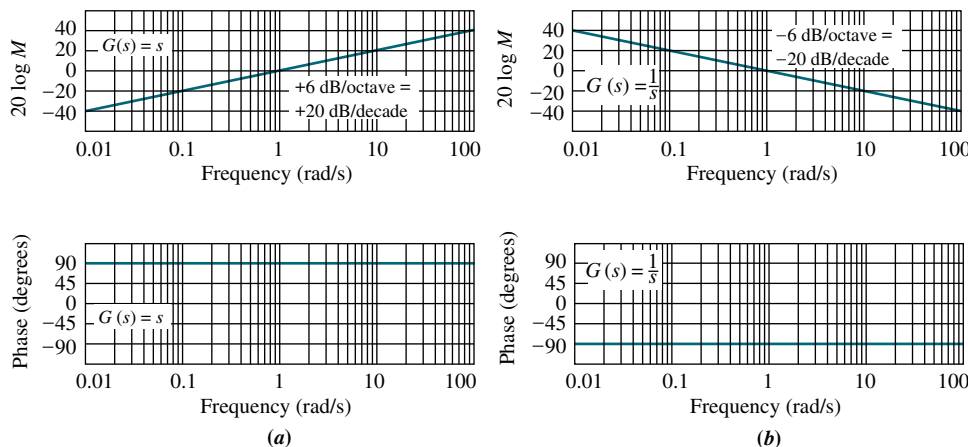 40
20
0
−20
−40
20 log M
G(s) = s
+6 dB/octave =
+20 dB/decade
0.01 0.1 1 10 100
Frequency (rad/s)
40
20
0
−20
−40
20 log M
−6 dB/octave =
−20 dB/decade
G (s) = 1/s
0.01 0.1 1 10 100
Frequency (rad/s)
90
45
0
−45
−90
Phase (degrees)
G (s) = s
0.01 0.1 1 10 100
Frequency (rad/s)
(a)
90
45
0
−45
−90
Phase (degrees)
G (s) = 1/s
0.01 0.1 1 10 100
Frequency (rad/s)
(b)